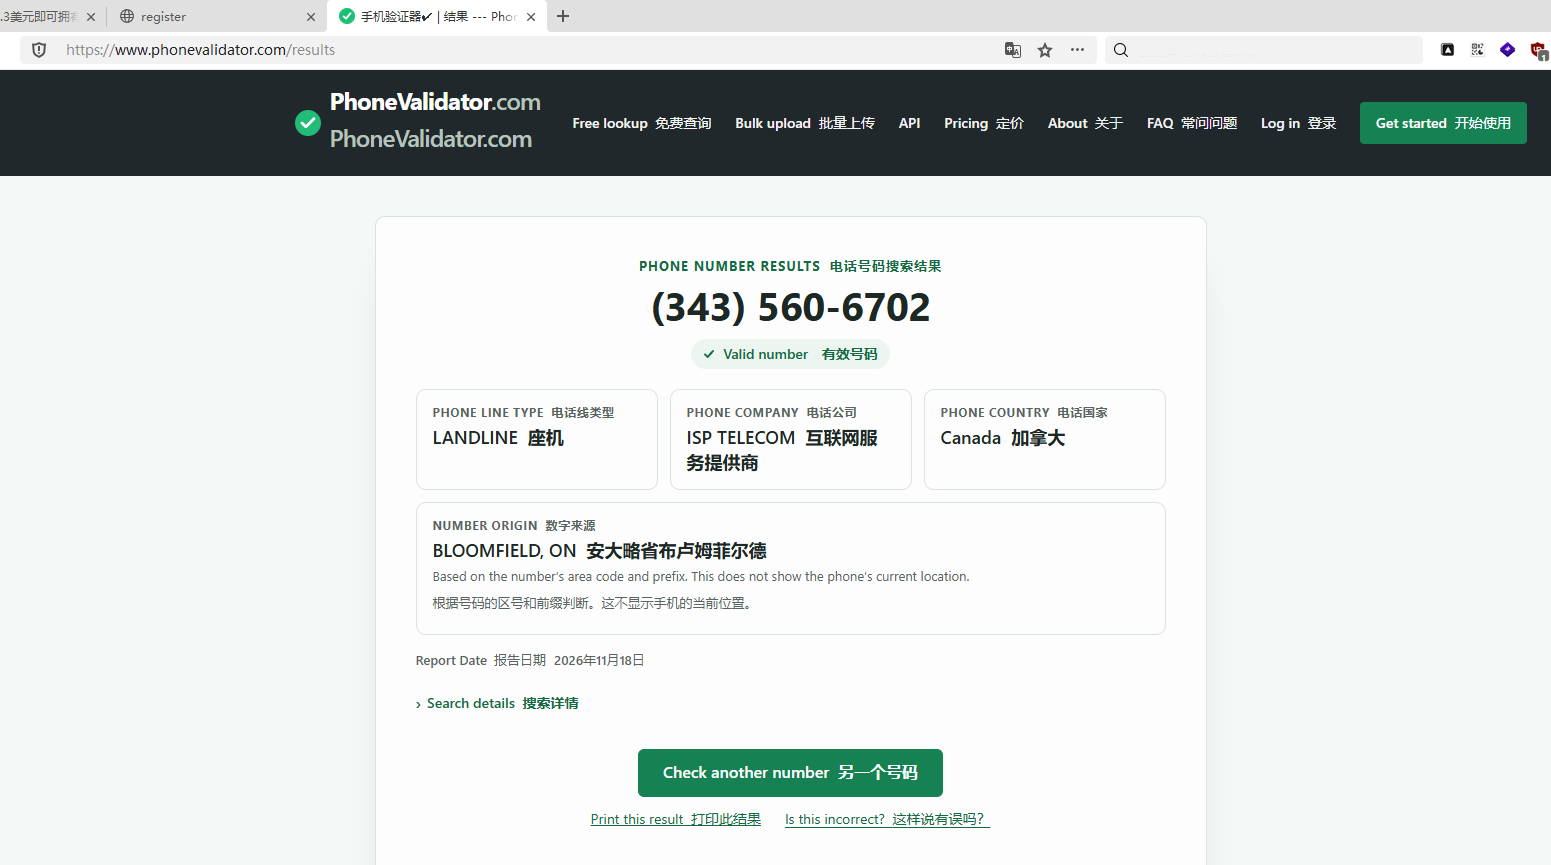 .3美元即可拥有
register
手机验证器✔ | 结果 --- Phon
https://www.phonevalidator.com/results
PhoneValidator.com
PhoneValidator.com
Free lookup 免费查询
Bulk upload 批量上传
API
Pricing 定价
About 关于
FAQ 常问问题
Log in 登录
Get started 开始使用
PHONE NUMBER RESULTS 电话号码搜索结果
(343) 560-6702
Valid number 有效号码
PHONE LINE TYPE 电话线类型
LANDLINE 座机
PHONE COMPANY 电话公司
ISP TELECOM 互联网服
务提供商
PHONE COUNTRY 电话国家
Canada 加拿大
NUMBER ORIGIN 数字来源
BLOOMFIELD, ON 安大略省布卢姆菲尔德
Based on the number's area code and prefix. This does not show the phone's current location.
根据号码的区号和前缀判断。这不显示手机的当前位置。
Report Date 报告日期 2026年11月18日
› Search details 搜索详情
Check another number 另一个号码
Print this result 打印此结果
Is this incorrect? 这样说有误吗？